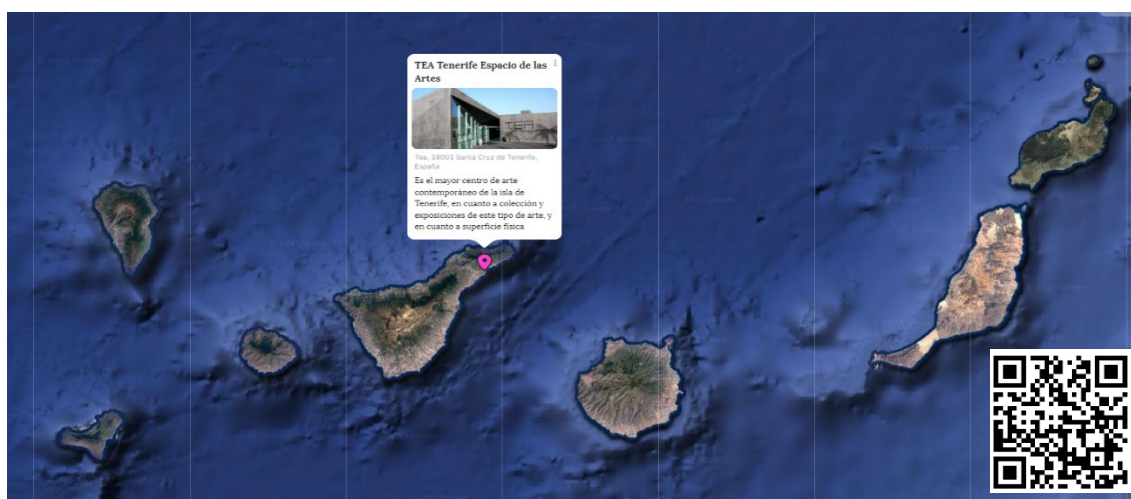 TEA Tenerife Espacio de las
Artes
TEA
Tea, 38003 Santa Cruz de Tenerife,
España
Es el mayor centro de arte
contemporáneo de la isla de
Tenerife, en cuanto a colección y
exposiciones de este tipo de arte, y
en cuanto a superficie física